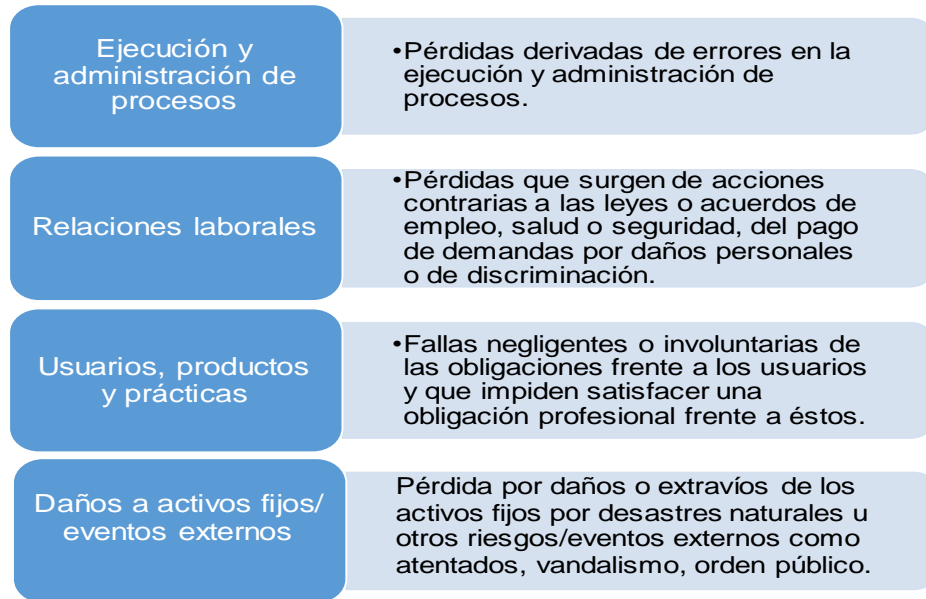 Ejecución y
administración de
procesos
•Pérdidas derivadas de errores en la
ejecución y administración de
procesos.
Relaciones laborales
•Pérdidas que surgen de acciones
contrarias a las leyes o acuerdos de
empleo, salud o seguridad, del pago
de demandas por daños personales
o de discriminación.
Usuarios, productos
y prácticas
•Fallas negligentes o involuntarias de
las obligaciones frente a los usuarios
y que impiden satisfacer una
obligación profesional frente a éstos.
Daños a activos fijos/
eventos externos
Pérdida por daños o extravíos de los
activos fijos por desastres naturales u
otros riesgos/eventos externos como
atentados, vandalismo, orden público.